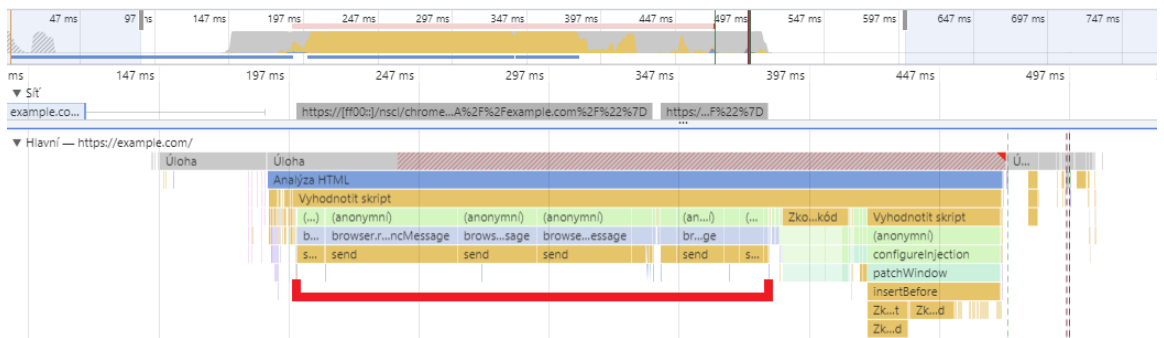 47 ms 97 ms 147 ms 197 ms 247 ms 297 ms 347 ms 397 ms 447 ms 497 ms 547 ms 597 ms 647 ms 697 ms 747 ms
ms 147 ms 197 ms 247 ms 297 ms 347 ms 397 ms 447 ms 497 ms
▼ Síť
example.co... https://[ff00::]/nscl/chrome...A%2F%2Fexample.com%2F%22%7D https:/...F%22%7D
▼ Hlavní — https://example.com/
Úloha Úloha Ú...
Analýza HTML
Vyhodnotit skript
(...) (anonymní) (anonymní) (anonymní) (an...í) (... Zko...kód Vyhodnotit skript
b... browser.r...ncMessage brows...sage browse...essage br...ge (anonymní)
s... send send send send s... configureInjection
patchWindow
insertBefore
Zk...t Zk...d
Zk...d